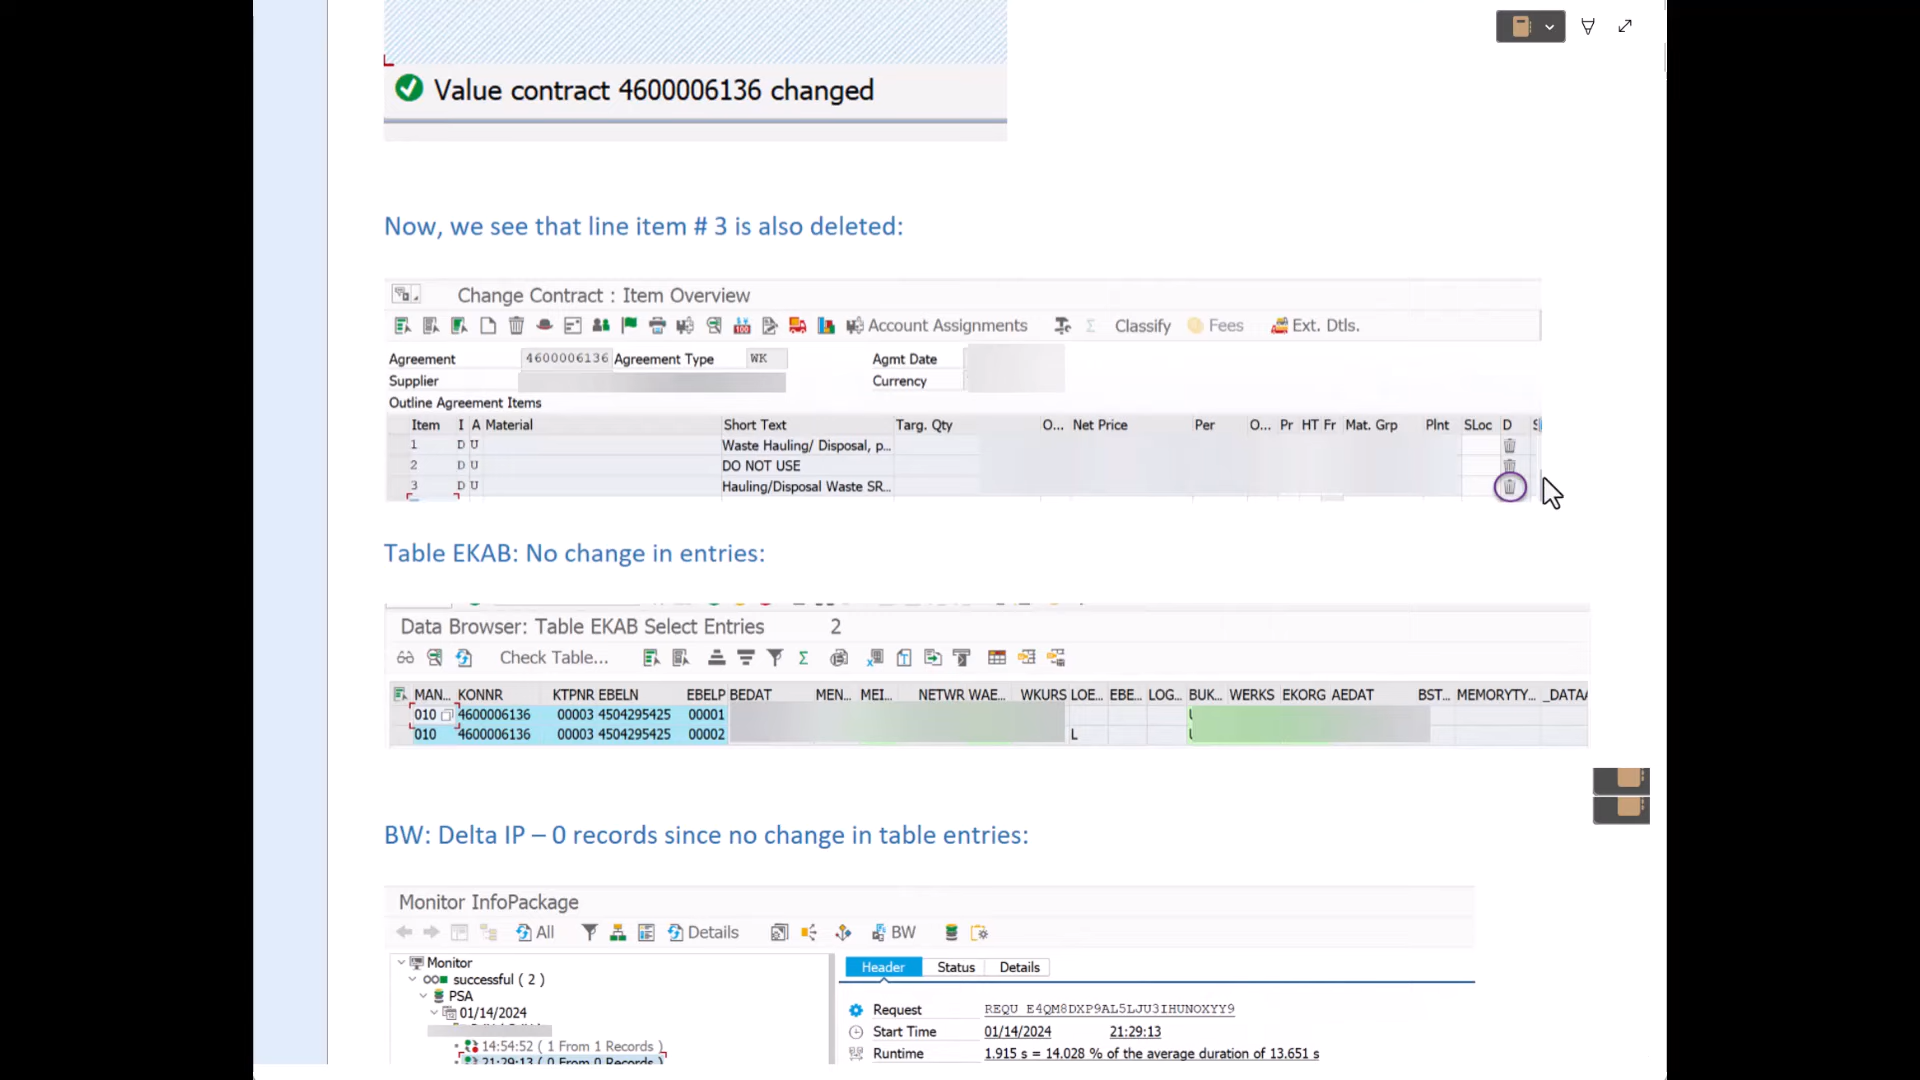 Value contract 4600006136 changed
Now, we see that line item # 3 is also deleted:
Change Contract : Item Overview
Account Assignments Classify Fees Ext. Dtls.
Agreement 4600006136 Agreement Type WK Agmt Date
Supplier Currency
Outline Agreement Items
Item I A Material Short Text Targ. Qty O... Net Price Per O... Pr HT Fr Mat. Grp Plnt SLoc D
1 D U Waste Hauling/ Disposal, p...
2 D U DO NOT USE
3 D U Hauling/Disposal Waste SR...
Table EKAB: No change in entries:
Data Browser: Table EKAB Select Entries 2
Check Table...
MAN... KONNR KTPNR EBELN EBELP BEDAT MEN... MEI... NETWR WAE... WKURS LOE... EBE... LOG... BUK... WERKS EKORG AEDAT BST... MEMORYTY...
010 4600006136 00003 4504295425 00001
010 4600006136 00003 4504295425 00002 L
BW: Delta IP – 0 records since no change in table entries:
Monitor InfoPackage
All Details BW
Monitor
successful ( 2 )
PSA
01/14/2024
14:54:52 ( 1 From 1 Records )
21:29:13 ( 0 From 0 Records )
Header Status Details
Request REQU_E4QM8DXP9AL5LJU3IHUNOXYY9
Start Time 01/14/2024 21:29:13
Runtime 1.915 s = 14.028 % of the average duration of 13.651 s